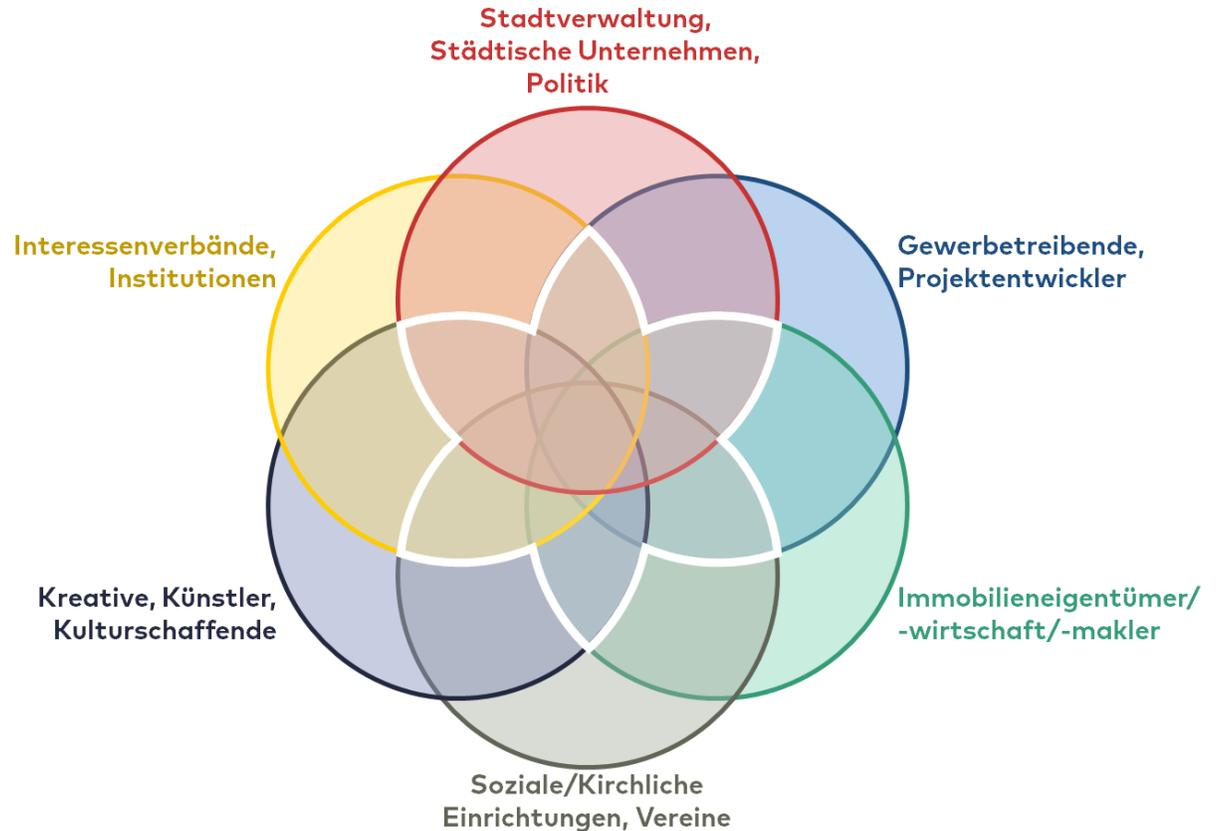 Stadtverwaltung,
Städtische Unternehmen,
Politik
Interessenverbände,
Institutionen
Gewerbetreibende,
Projektentwickler
Kreative, Künstler,
Kulturschaffende
Immobilieneigentümer/
-wirtschaft/-makler
Soziale/Kirchliche
Einrichtungen, Vereine